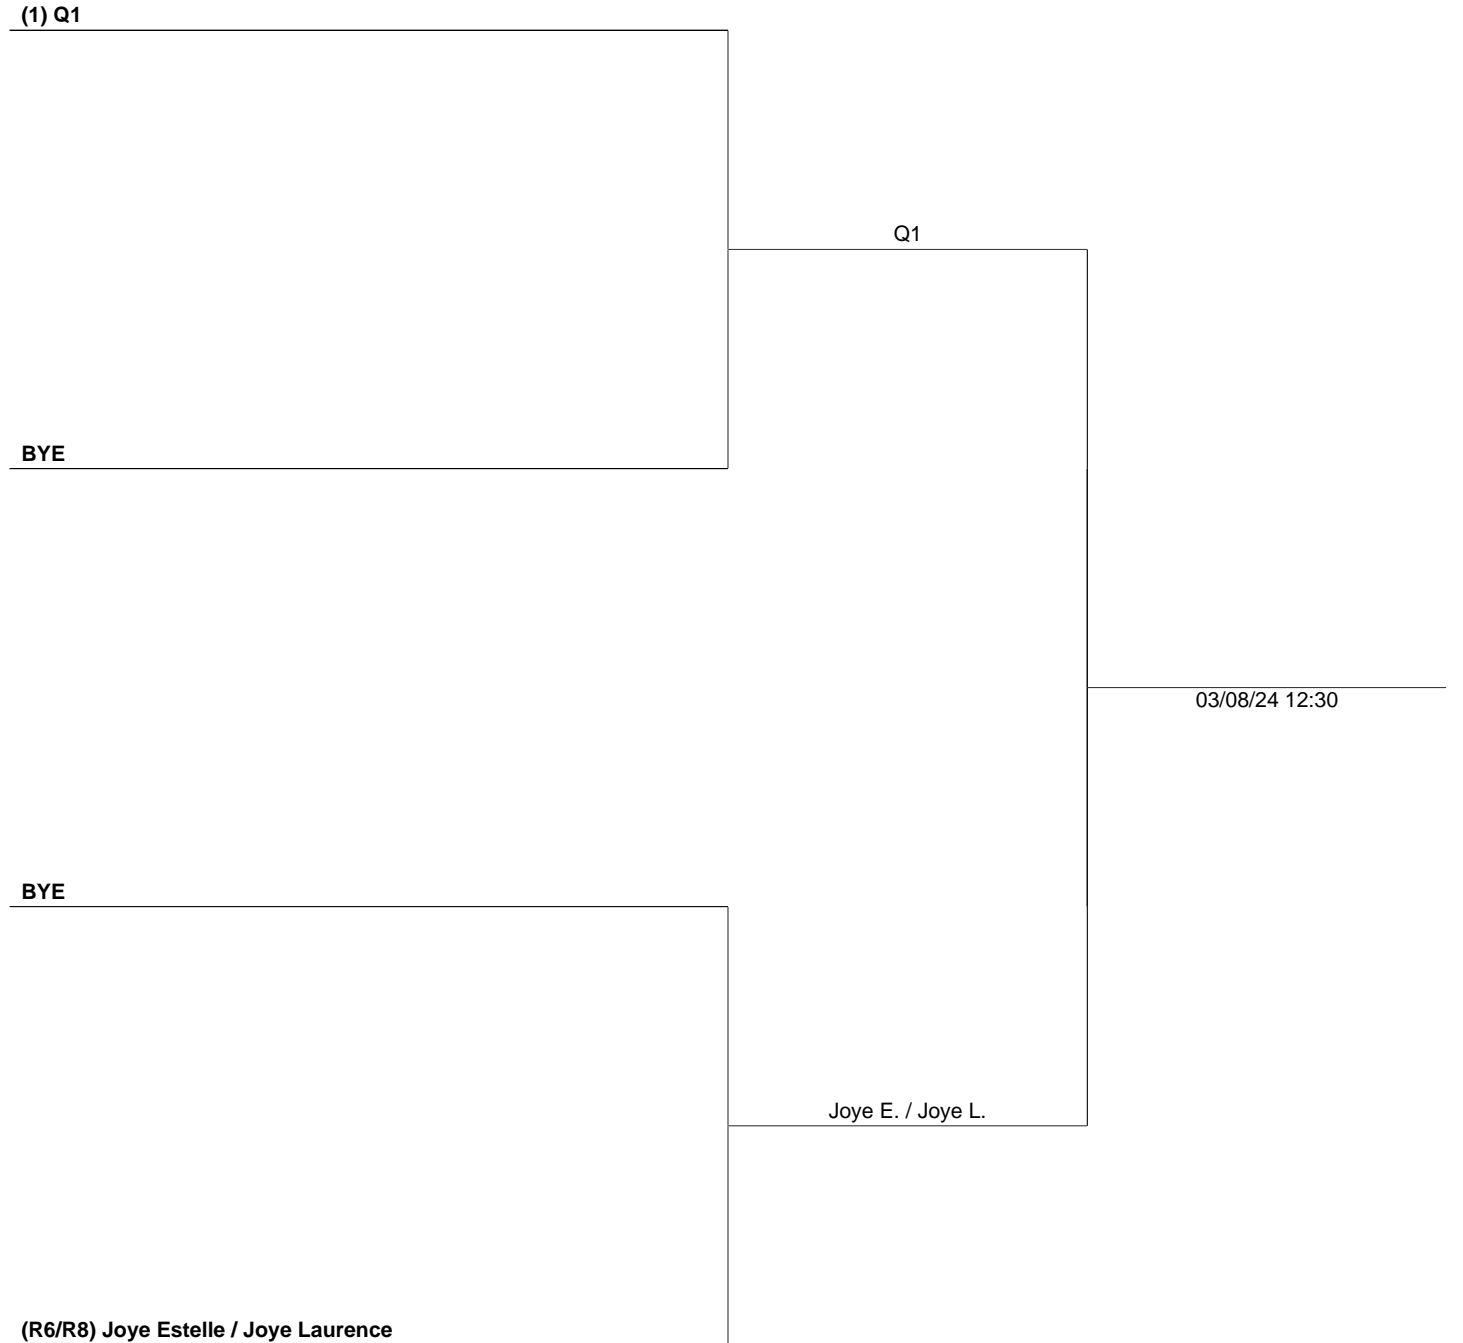 (1) Q1
Q1
BYE
03/08/24 12:30
BYE
Joye E. / Joye L.
(R6/R8) Joye Estelle / Joye Laurence